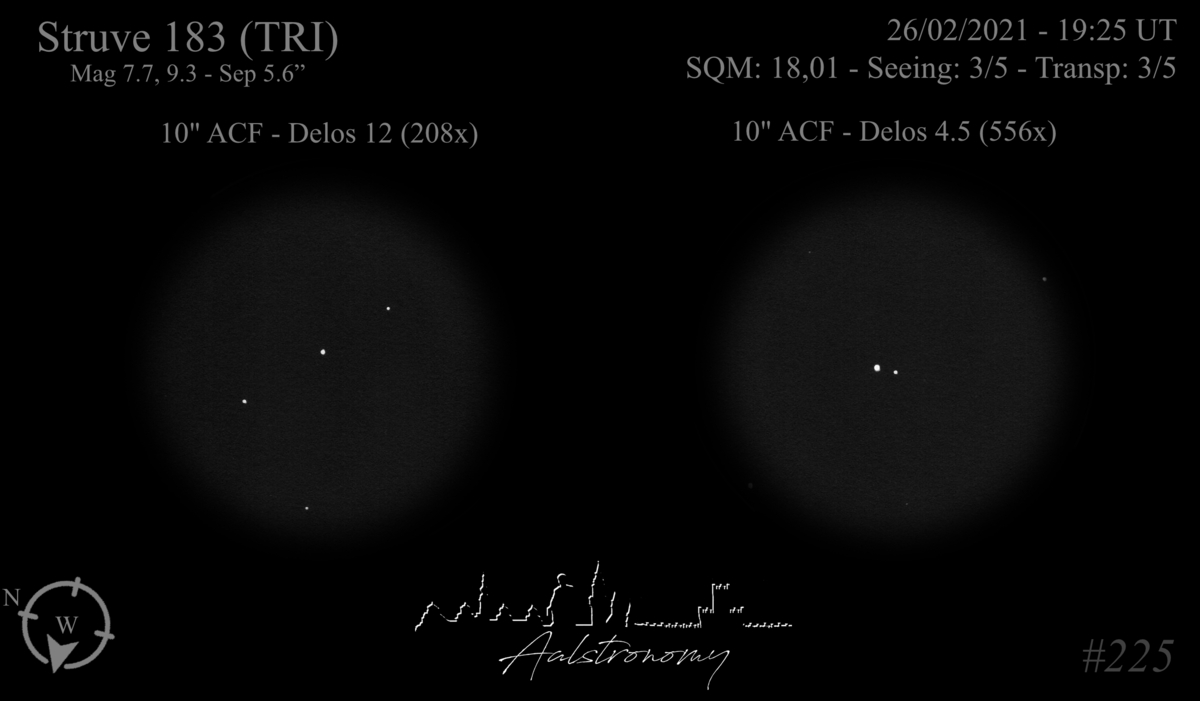 Struve 183 (TRI)
Mag 7.7, 9.3 - Sep 5.6”
26/02/2021 - 19:25 UT
SQM: 18,01 - Seeing: 3/5 - Transp: 3/5
10" ACF - Delos 12 (208x)
10" ACF - Delos 4.5 (556x)
N
W
Aalstronomy
#225